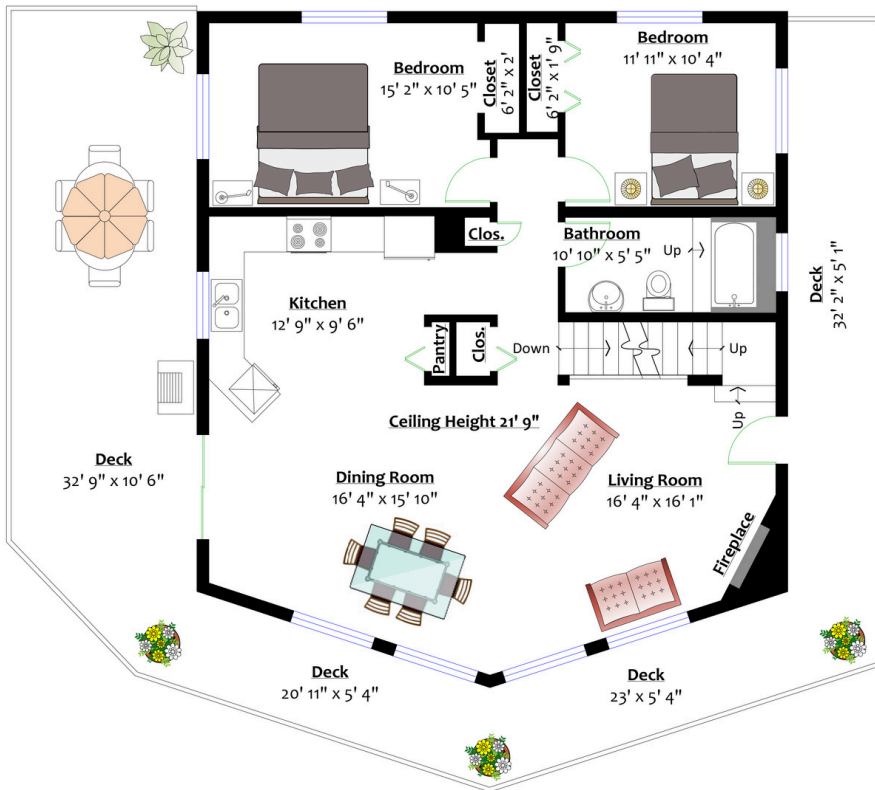 Bedroom
15' 2" x 10' 5"
Closet
6' 2" x 2'
Closet
6' 2" x 1' 9"
Bedroom
11' 11" x 10' 4"
Clos.
Bathroom
10' 10" x 5' 5"
Up
Deck
32' 2" x 5' 1"
Kitchen
12' 9" x 9' 6"
Pantry
Clos.
Down
Up
Up
Ceiling Height 21' 9"
Deck
32' 9" x 10' 6"
Dining Room
16' 4" x 15' 10"
Living Room
16' 4" x 16' 1"
Fireplace
Deck
20' 11" x 5' 4"
Deck
23' x 5' 4"